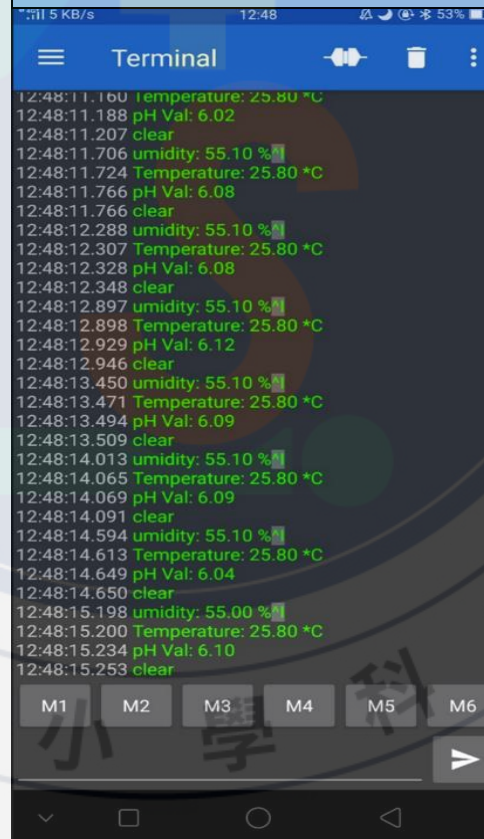 5 KB/s 12:48 53%
Terminal
12:48:11.160 Temperature: 25.80 *C
12:48:11.188 pH Val: 6.02
12:48:11.207 clear
12:48:11.706 umidity: 55.10 %^I
12:48:11.724 Temperature: 25.80 *C
12:48:11.766 pH Val: 6.08
12:48:11.766 clear
12:48:12.288 umidity: 55.10 %^I
12:48:12.307 Temperature: 25.80 *C
12:48:12.328 pH Val: 6.08
12:48:12.348 clear
12:48:12.897 umidity: 55.10 %^I
12:48:12.898 Temperature: 25.80 *C
12:48:12.929 pH Val: 6.12
12:48:12.946 clear
12:48:13.450 umidity: 55.10 %^I
12:48:13.471 Temperature: 25.80 *C
12:48:13.494 pH Val: 6.09
12:48:13.509 clear
12:48:14.013 umidity: 55.10 %^I
12:48:14.065 Temperature: 25.80 *C
12:48:14.069 pH Val: 6.09
12:48:14.091 clear
12:48:14.594 umidity: 55.10 %^I
12:48:14.613 Temperature: 25.80 *C
12:48:14.649 pH Val: 6.04
12:48:14.650 clear
12:48:15.198 umidity: 55.00 %^I
12:48:15.200 Temperature: 25.80 *C
12:48:15.234 pH Val: 6.10
12:48:15.253 clear
M1 M2 M3 M4 M5 M6
小學科